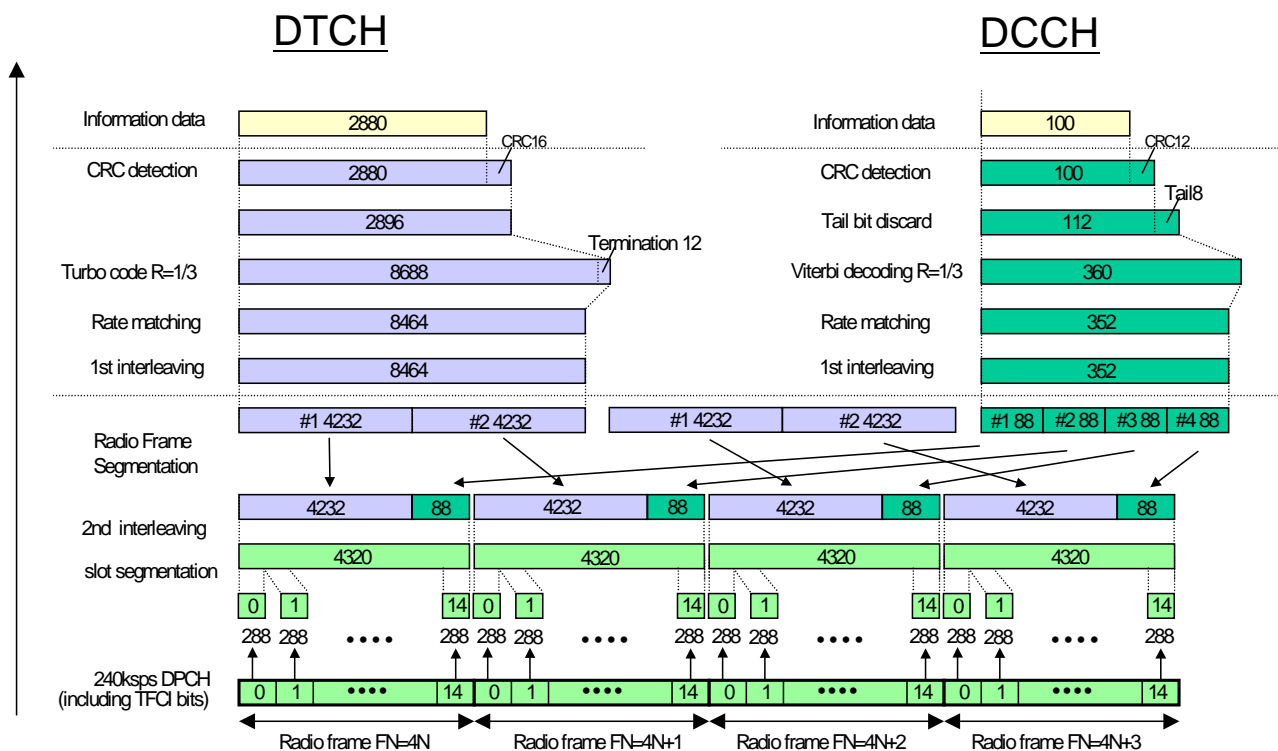 DTCH DCCH
Information data 2880 Information data 100
CRC16 CRC12
CRC detection 2880 CRC detection 100
Tail8
2896 Tail bit discard 112
Termination 12
Turbo code R=1/3 8688 Viterbi decoding R=1/3 360
Rate matching 8464 Rate matching 352
1st interleaving 8464 1st interleaving 352
#1 4232 #2 4232 #1 4232 #2 4232 #1 88 #2 88 #3 88 #4 88
Radio Frame
Segmentation
4232 88 4232 88 4232 88 4232 88
2nd interleaving
4320 4320 4320 4320
slot segmentation
0 1 14 0 1 14 0 1 14 0 1 14
288 288 •••• 288 288 288 •••• 288 288 288 •••• 288 288 288 •••• 288
240ksps DPCH
(including TFCI bits)
0 1 •••• 14 0 1 •••• 14 0 1 •••• 14 0 1 •••• 14
Radio frame FN=4N Radio frame FN=4N+1 Radio frame FN=4N+2 Radio frame FN=4N+3